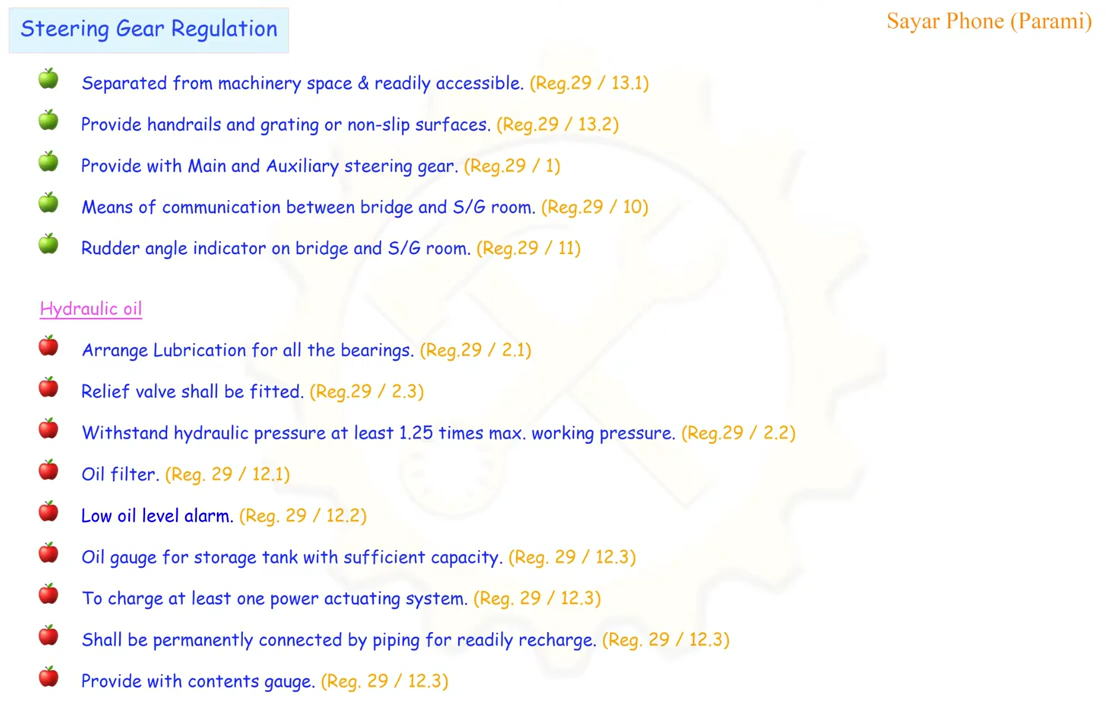 Steering Gear Regulation
Sayar Phone (Parami)
Separated from machinery space & readily accessible. (Reg.29 / 13.1)
Provide handrails and grating or non-slip surfaces. (Reg.29 / 13.2)
Provide with Main and Auxiliary steering gear. (Reg.29 / 1)
Means of communication between bridge and S/G room. (Reg.29 / 10)
Rudder angle indicator on bridge and S/G room. (Reg.29 / 11)
Hydraulic oil
Arrange Lubrication for all the bearings. (Reg.29 / 2.1)
Relief valve shall be fitted. (Reg.29 / 2.3)
Withstand hydraulic pressure at least 1.25 times max. working pressure. (Reg.29 / 2.2)
Oil filter. (Reg. 29 / 12.1)
Low oil level alarm. (Reg. 29 / 12.2)
Oil gauge for storage tank with sufficient capacity. (Reg. 29 / 12.3)
To charge at least one power actuating system. (Reg. 29 / 12.3)
Shall be permanently connected by piping for readily recharge. (Reg. 29 / 12.3)
Provide with contents gauge. (Reg. 29 / 12.3)